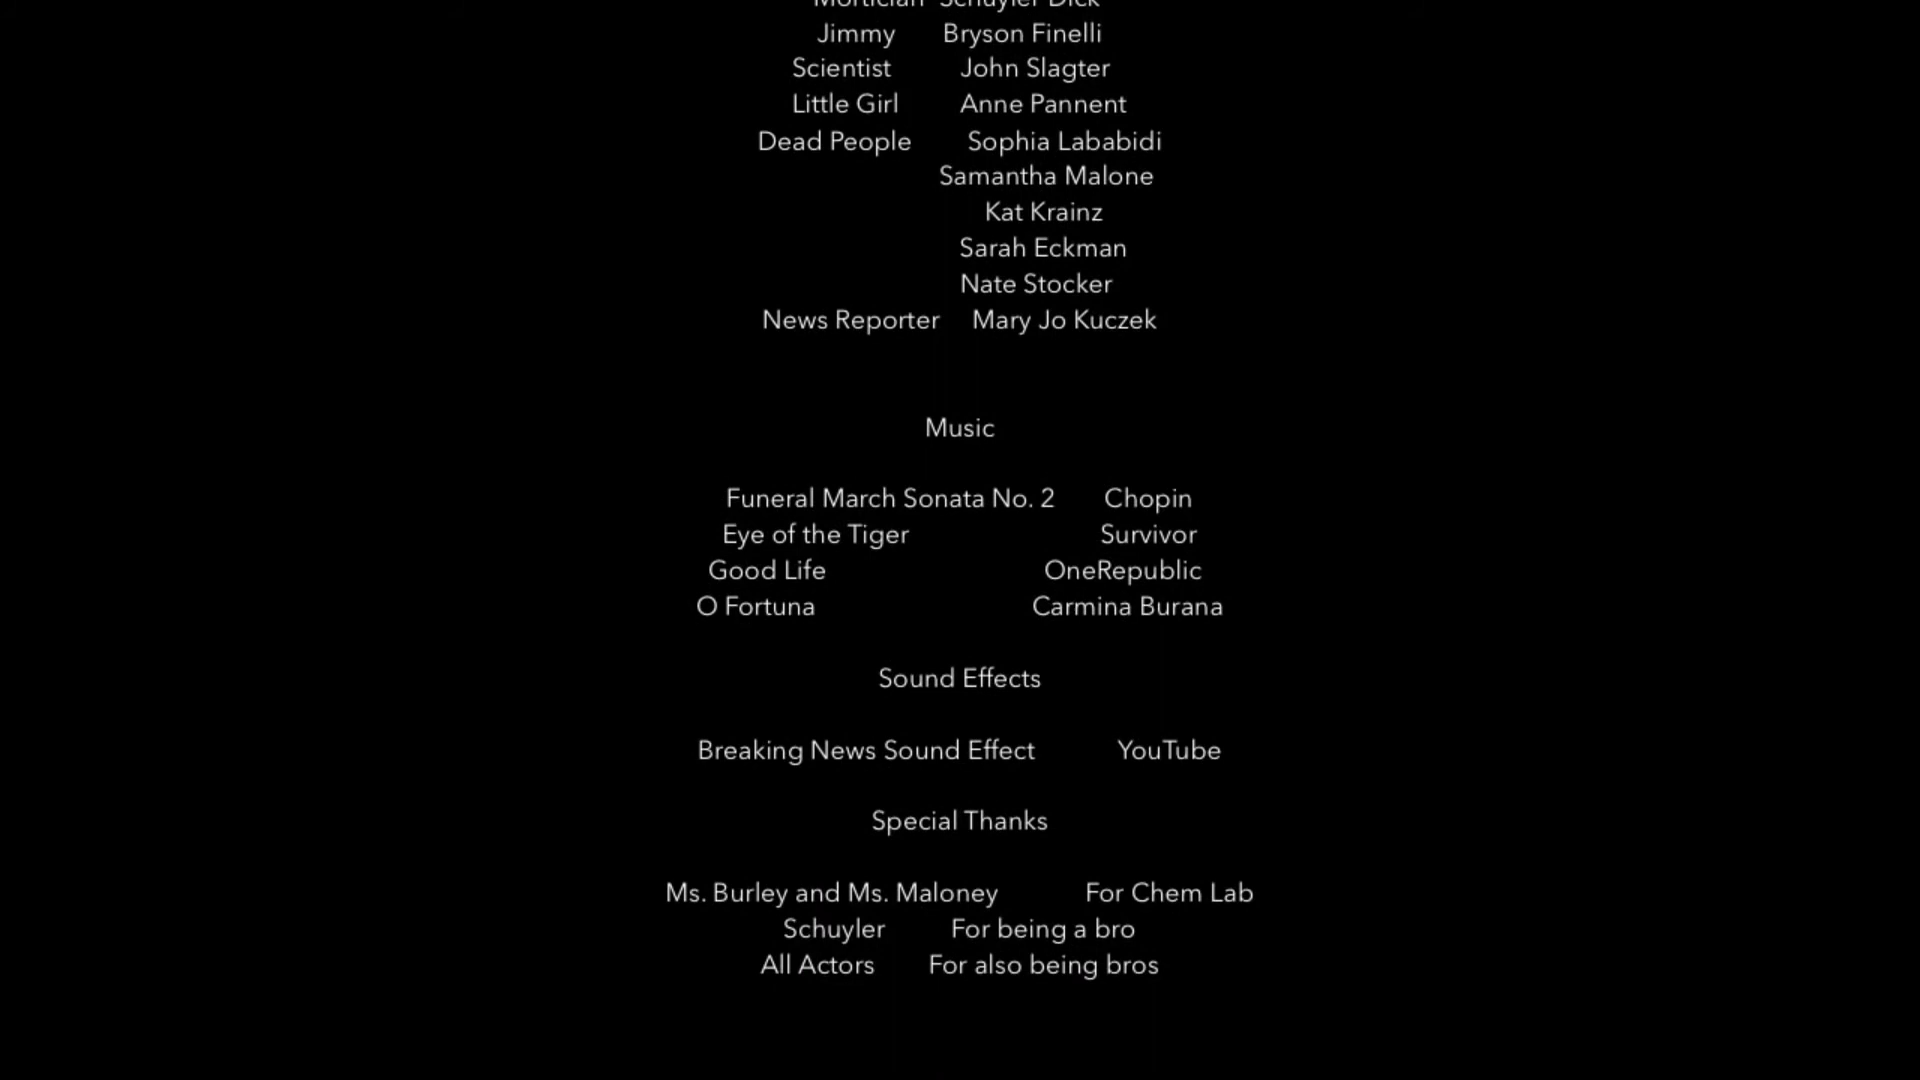 Mortician Schuyler Dick
Jimmy Bryson Finelli
Scientist John Slagter
Little Girl Anne Pannent
Dead People Sophia Lababidi
Samantha Malone
Kat Krainz
Sarah Eckman
Nate Stocker
News Reporter Mary Jo Kuczek
Music
Funeral March Sonata No. 2 Chopin
Eye of the Tiger Survivor
Good Life OneRepublic
O Fortuna Carmina Burana
Sound Effects
Breaking News Sound Effect YouTube
Special Thanks
Ms. Burley and Ms. Maloney For Chem Lab
Schuyler For being a bro
All Actors For also being bros